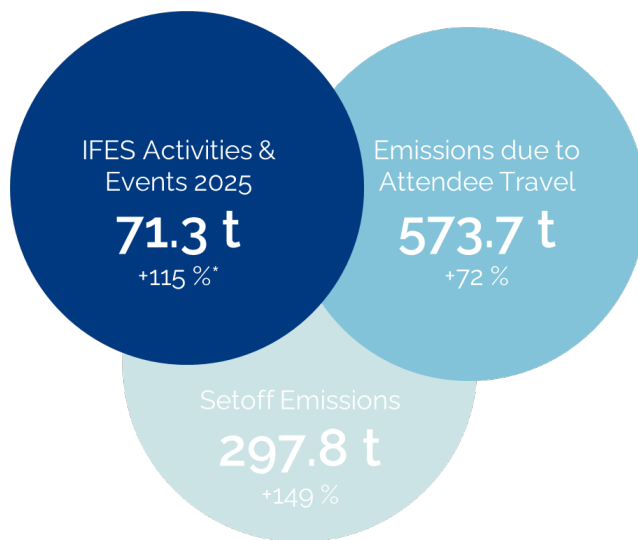 IFES Activities &
Events 2025
71.3 t
+115 %*
Emissions due to
Attendee Travel
573.7 t
+72 %
Setoff Emissions
297.8 t
+149 %